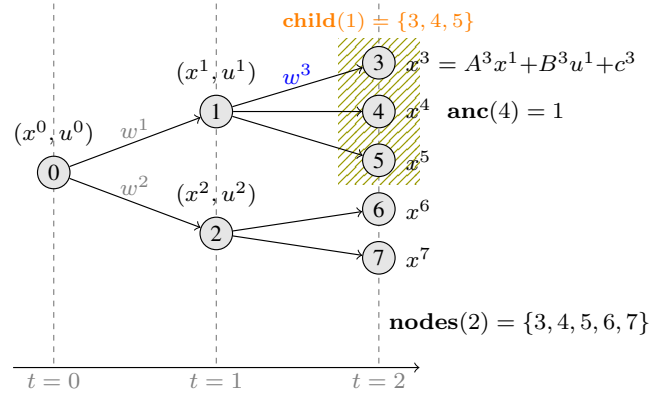 child(1) = {3, 4, 5}
3
x^3 = A^3x^1+B^3u^1+c^3
(x^1, u^1)
w^3
1
4
x^4
anc(4) = 1
(x^0, u^0)
w^1
5
x^5
0
w^2
(x^2, u^2)
6
x^6
2
7
x^7
nodes(2) = {3, 4, 5, 6, 7}
t = 0
t = 1
t = 2